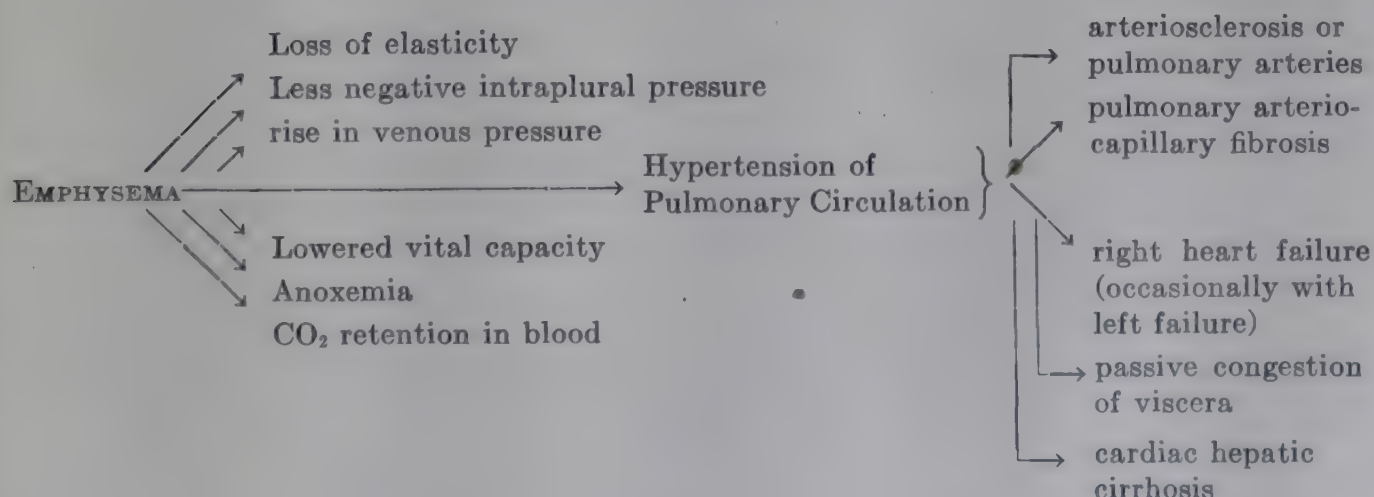 Loss of elasticity
Less negative intraplural pressure
rise in venous pressure
EMPHYSEMA
Lowered vital capacity
Anoxemia
CO₂ retention in blood
Hypertension of
Pulmonary Circulation
arteriosclerosis or
pulmonary arteries
pulmonary arterio-
capillary fibrosis
right heart failure
(occasionally with
left failure)
passive congestion
of viscera
cardiac hepatic
cirrhosis